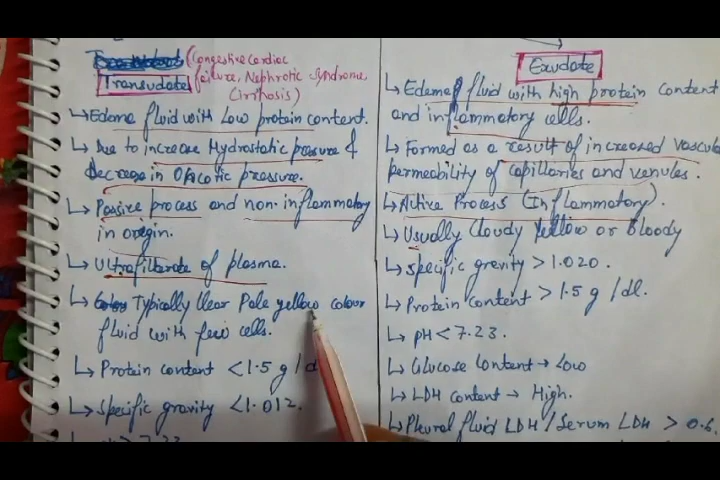 (Congestive Cardiac
Transudate failure, Nephrotic Syndrome,
Cirrhosis)
↳ Edema fluid with Low protein content.
↳ Due to increase Hydrostatic pressure &
decrease in Oncotic pressure.
↳ Passive process and non-inflammatory
in origin.
↳ Ultrafiltrate of plasma.
↳ Typically Clear Pale yellow colour
fluid with few cells.
↳ Protein content < 1.5 g / d
↳ Specific gravity < 1.012.
> 7.23
Exudate
↳ Edema fluid with high protein content
and inflammatory cells.
↳ Formed as a result of increased vascu
permeability of capillaries and venules.
↳ Active Process (Inflammatory).
↳ Usually Cloudy Yellow or Bloody
↳ Specific gravity > 1.020.
↳ Protein content > 1.5 g / dl.
↳ pH < 7.23.
↳ Glucose Content → Low
↳ LDH content → High.
↳ Pleural fluid LDH / Serum LDH > 0.6.